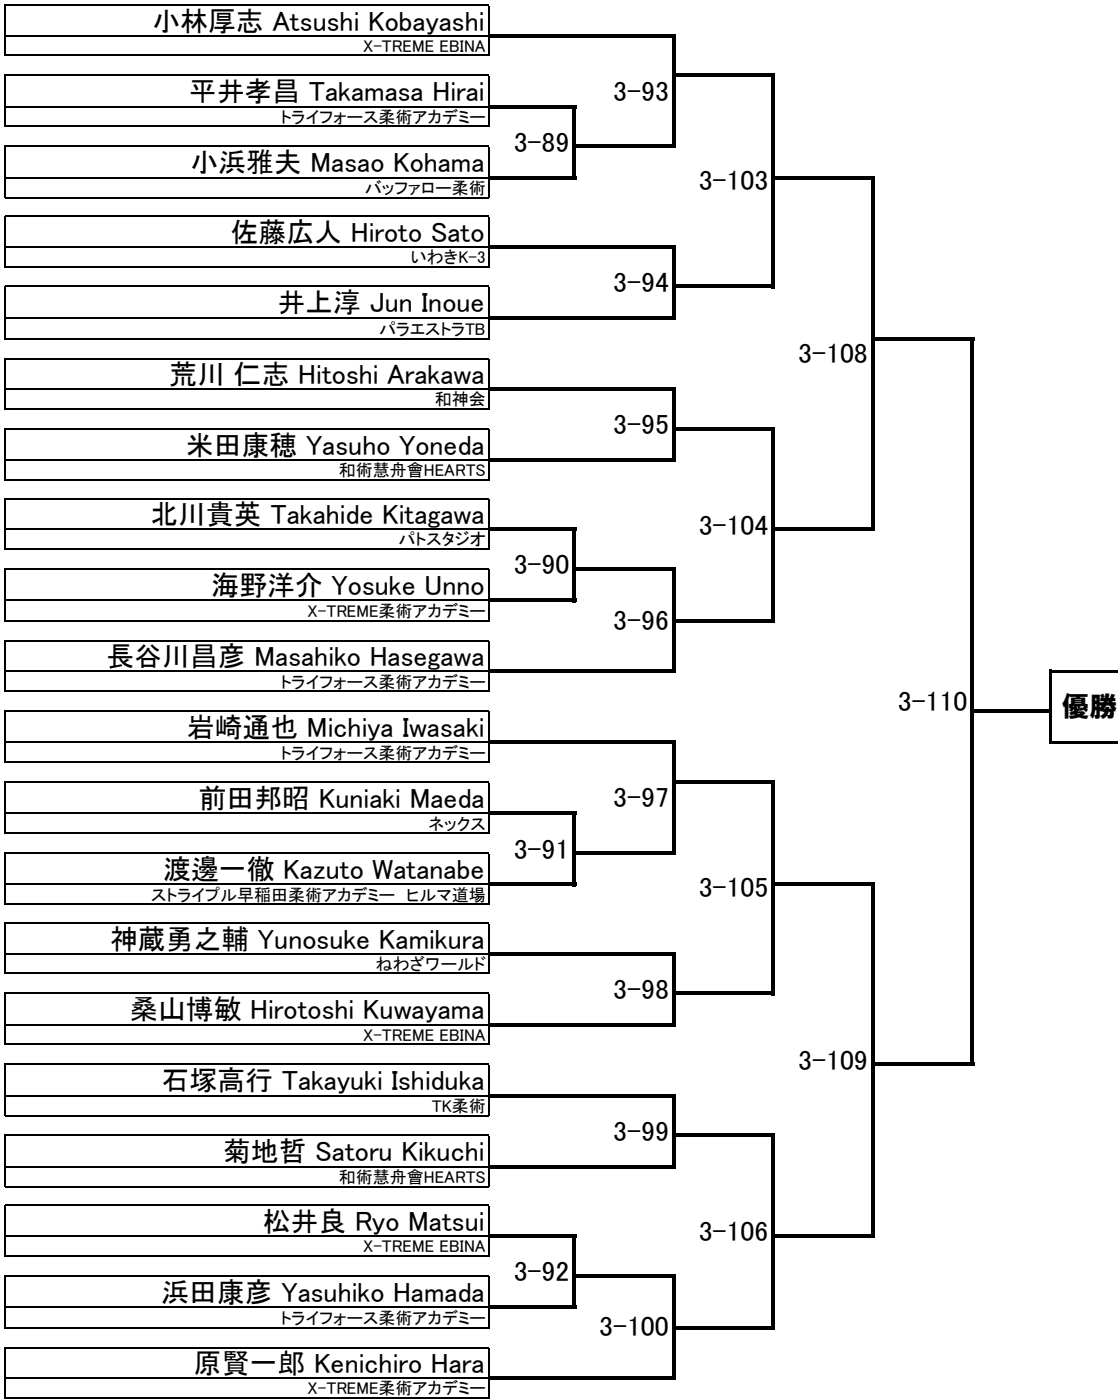 小林厚志 Atsushi Kobayashi
X-TREME EBINA
平井孝昌 Takamasa Hirai
トライフォース柔術アカデミー
小浜雅夫 Masao Kohama
バッファロー柔術
佐藤広人 Hiroto Sato
いわきK-3
井上淳 Jun Inoue
パラエストラTB
荒川 仁志 Hitoshi Arakawa
和神会
米田康穂 Yasuho Yoneda
和術慧舟會HEARTS
北川貴英 Takahide Kitagawa
パトスタジオ
海野洋介 Yosuke Unno
X-TREME柔術アカデミー
長谷川昌彦 Masahiko Hasegawa
トライフォース柔術アカデミー
岩崎通也 Michiya Iwasaki
トライフォース柔術アカデミー
前田邦昭 Kuniaki Maeda
ネックス
渡邊一徹 Kazuto Watanabe
ストライプル早稲田柔術アカデミー ヒルマ道場
神蔵勇之輔 Yunosuke Kamikura
ねわざワールド
桑山博敏 Hirotoshi Kuwayama
X-TREME EBINA
石塚高行 Takayuki Ishiduka
TK柔術
菊地哲 Satoru Kikuchi
和術慧舟會HEARTS
松井良 Ryo Matsui
X-TREME EBINA
浜田康彦 Yasuhiko Hamada
トライフォース柔術アカデミー
原賢一郎 Kenichiro Hara
X-TREME柔術アカデミー
3-89
3-90
3-91
3-92
3-93
3-94
3-95
3-96
3-97
3-98
3-99
3-100
3-103
3-104
3-105
3-106
3-108
3-109
3-110
優勝